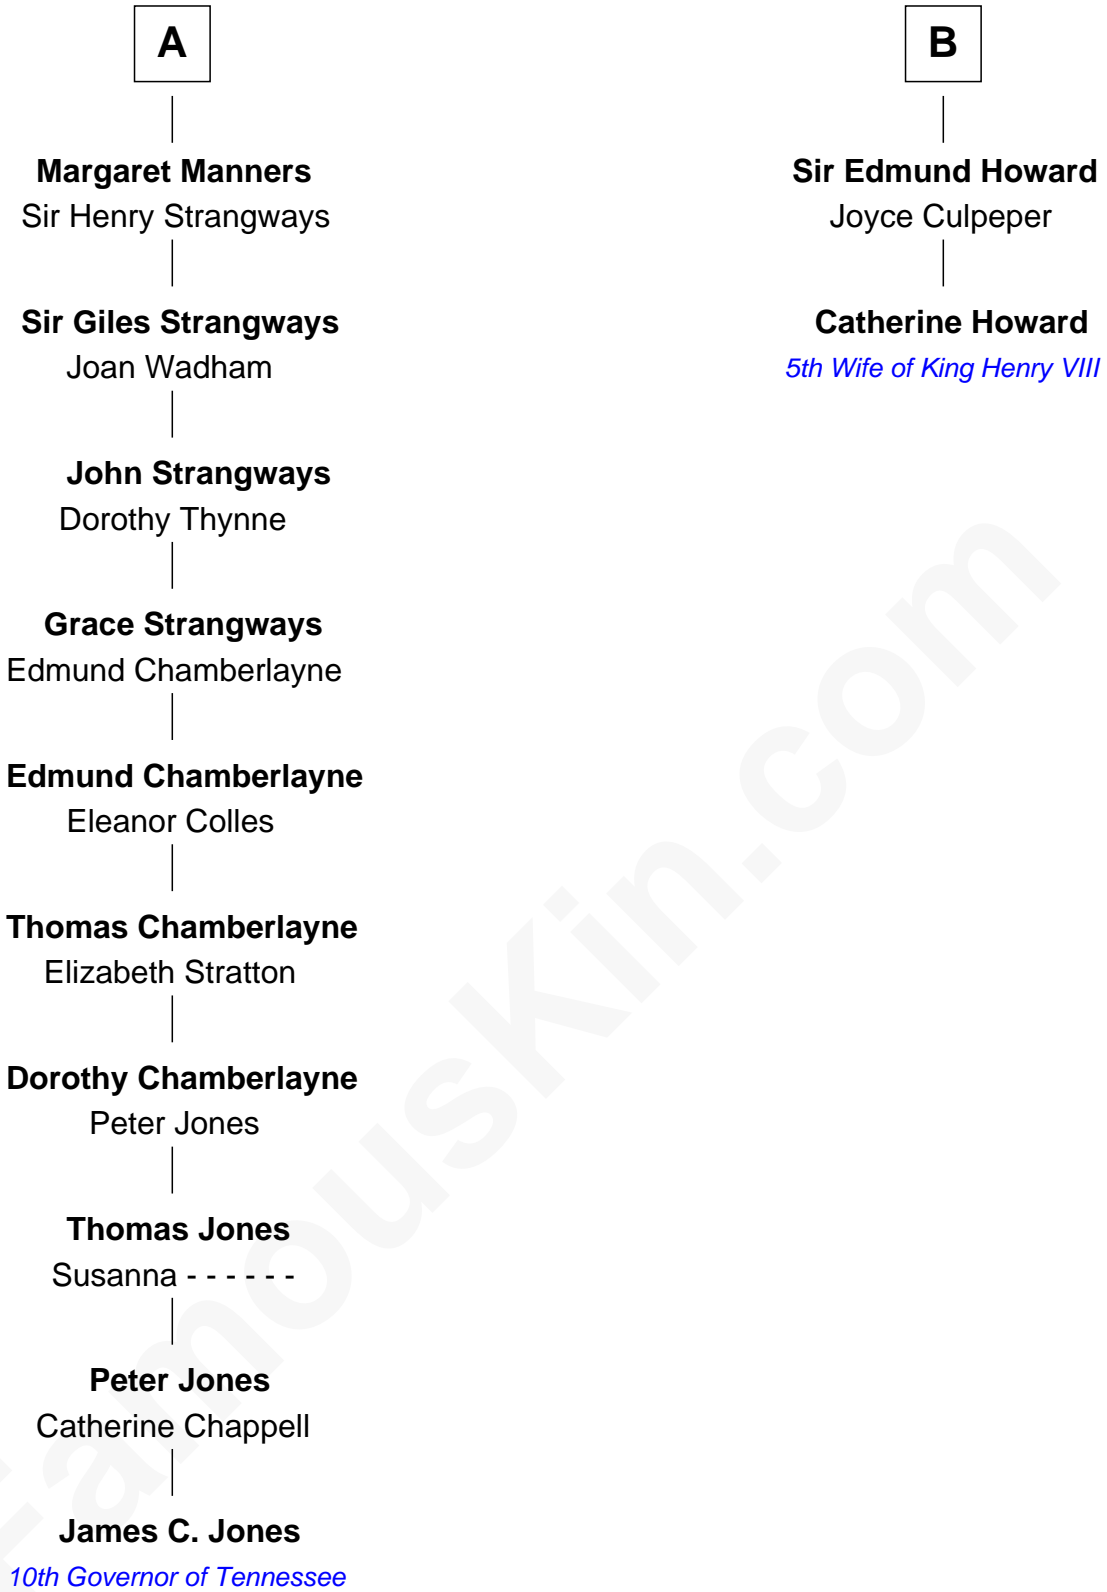 A
Margaret Manners
Sir Henry Strangways
Sir Giles Strangways
Joan Wadham
John Strangways
Dorothy Thynne
Grace Strangways
Edmund Chamberlayne
Edmund Chamberlayne
Eleanor Colles
Thomas Chamberlayne
Elizabeth Stratton
Dorothy Chamberlayne
Peter Jones
Thomas Jones
Susanna - - - - - -
Peter Jones
Catherine Chappell
James C. Jones
10th Governor of Tennessee
B
Sir Edmund Howard
Joyce Culpeper
Catherine Howard
5th Wife of King Henry VIII
FamousKin.com